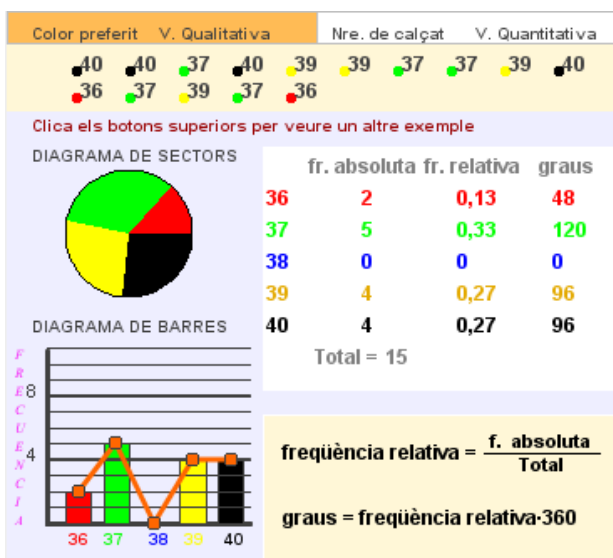 Color preferit V. Qualitativa Nre. de calçat V. Quantitativa
40 40 37 40 39 39 37 37 39 40
36 37 39 37 36
Clica els botons superiors per veure un altre exemple
DIAGRAMA DE SECTORS
fr. absoluta fr. relativa graus
36 2 0,13 48
37 5 0,33 120
38 0 0 0
39 4 0,27 96
40 4 0,27 96
Total = 15
DIAGRAMA DE BARRES
FRECUENCIA
8
4
36 37 38 39 40
freqüència relativa = f. absoluta
Total
graus = freqüència relativa·360